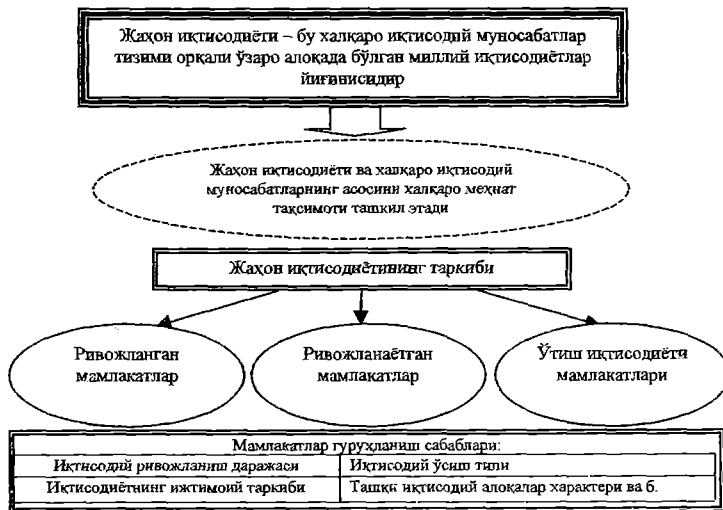 Жаҳон иқтисодиёти – бу халқаро иқтисодий муносабатлар
тизими орқали ўзаро алоқада бўлган миллий иқтисодиётлар
йиғинисидир
Жаҳон иқтисодиёти ва халқаро иқтисодий
муносабатларнинг асосини халқаро меҳнат
тақсимоти ташкил этади
Жаҳон иқтисодиётининг таркиби
Ривожланган
мамлакатлар
Ривожланаётган
мамлакатлар
Ўтиш иқтисодиёти
мамлакатлари
Мамлакатлар гуруҳланиш сабаблари:
Иқтисодий ривожланиш даражаси
Иқтисодий ўсиш типи
Иқтисодиётнинг ижтимоий таркиби
Ташқи иқтисодий алоқалар характери ва б.